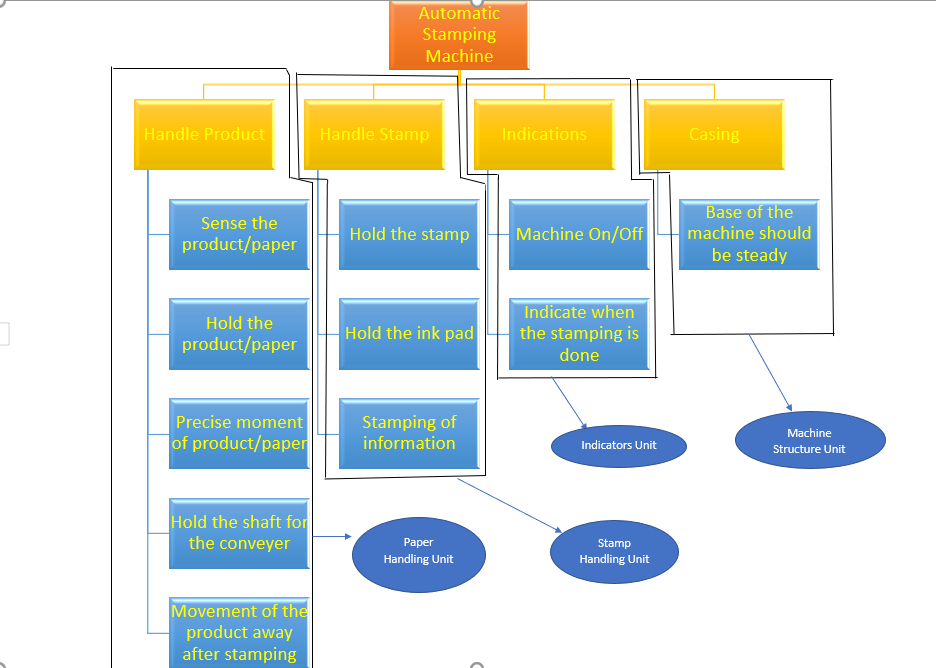 Automatic
Stamping
Machine
Handle Product
Handle Stamp
Indications
Casing
Sense the
product/paper
Hold the
product/paper
Precise moment
of product/paper
Hold the shaft for
the conveyer
Movement of the
product away
after stamping
Hold the stamp
Hold the ink pad
Stamping of
information
Machine On/Off
Indicate when
the stamping is
done
Base of the
machine should
be steady
Paper
Handling Unit
Stamp
Handling Unit
Indicators Unit
Machine
Structure Unit